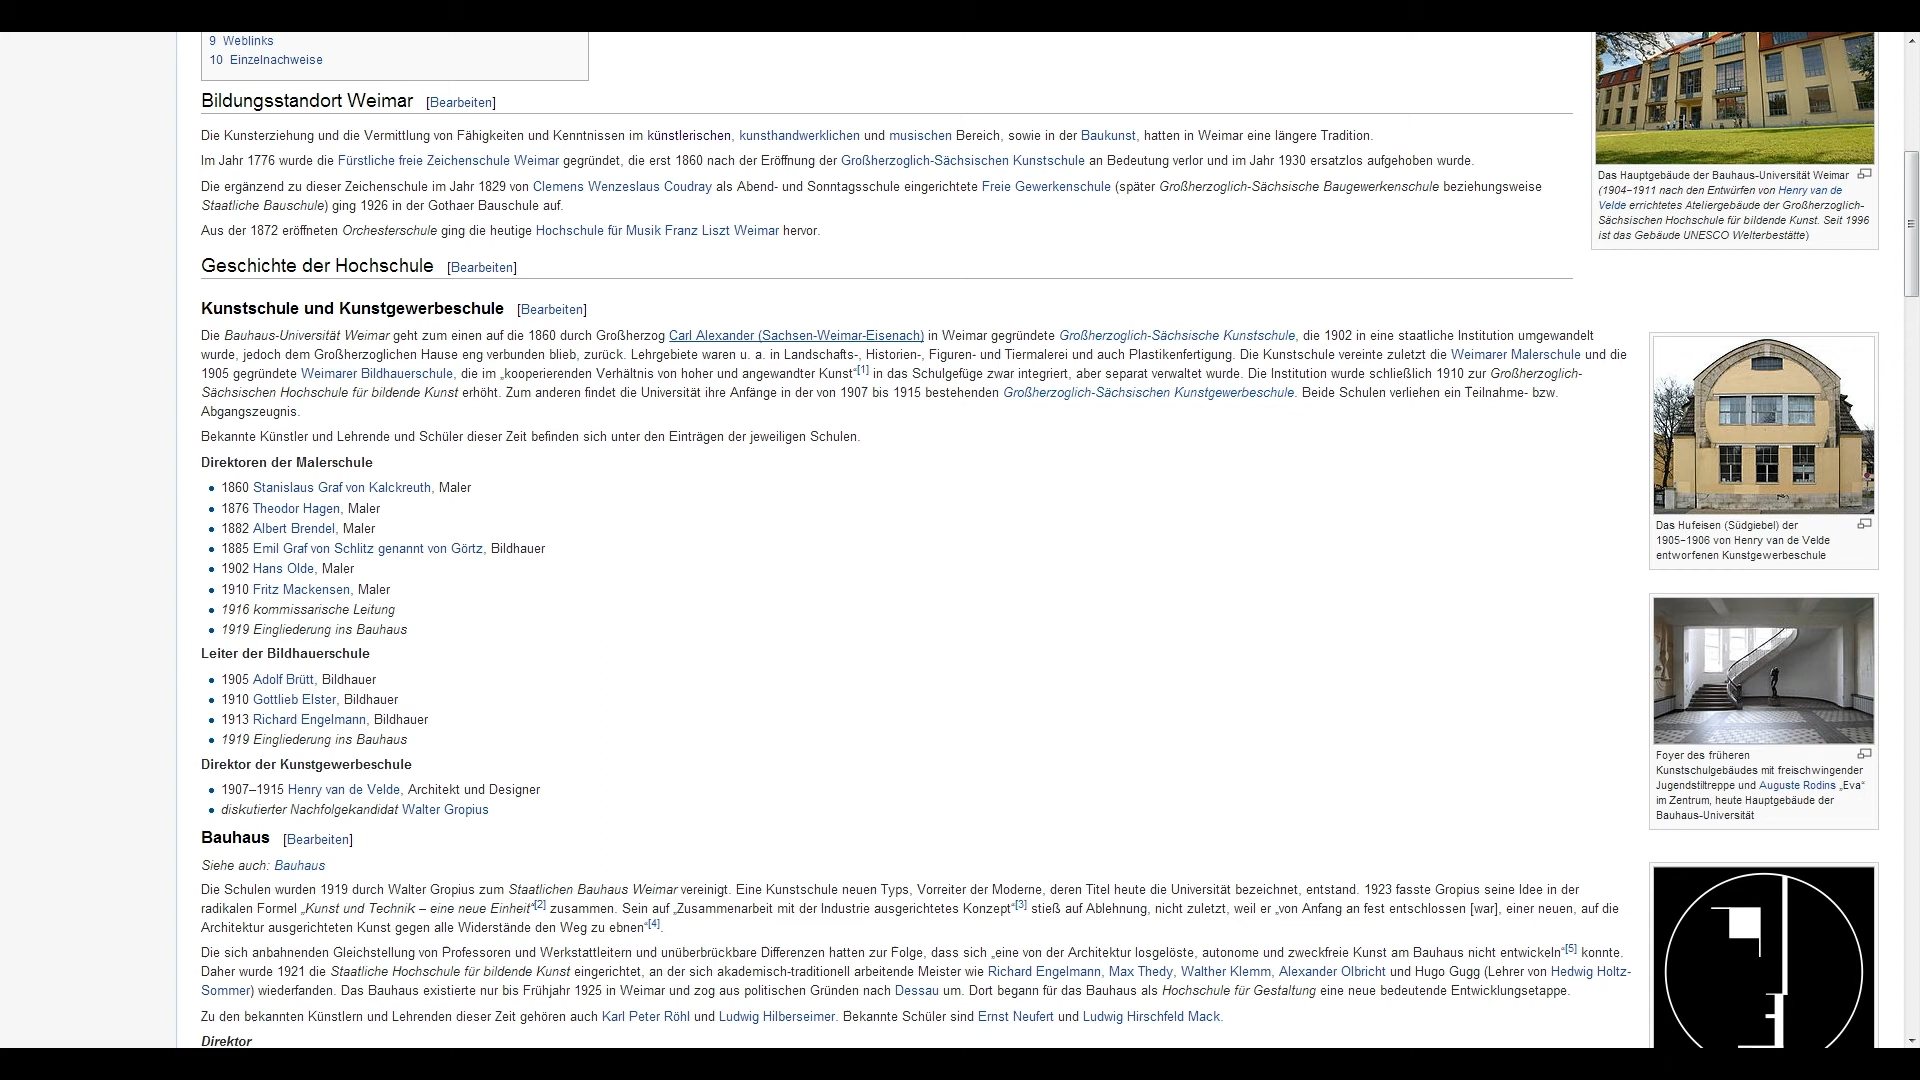 9 Weblinks
10 Einzelnachweise
Bildungsstandort Weimar [Bearbeiten]
Die Kunsterziehung und die Vermittlung von Fähigkeiten und Kenntnissen im künstlerischen, kunsthandwerklichen und musischen Bereich, sowie in der Baukunst, hatten in Weimar eine längere Tradition.
Im Jahr 1776 wurde die Fürstliche freie Zeichenschule Weimar gegründet, die erst 1860 nach der Eröffnung der Großherzoglich-Sächsischen Kunstschule an Bedeutung verlor und im Jahr 1930 ersatzlos aufgehoben wurde.
Die ergänzend zu dieser Zeichenschule im Jahr 1829 von Clemens Wenzeslaus Coudray als Abend- und Sonntagsschule eingerichtete Freie Gewerkenschule (später Großherzoglich-Sächsische Baugewerkenschule beziehungsweise
Staatliche Bauschule) ging 1926 in der Gothaer Bauschule auf.
Aus der 1872 eröffneten Orchesterschule ging die heutige Hochschule für Musik Franz Liszt Weimar hervor.
Das Hauptgebäude der Bauhaus-Universität Weimar
(1904–1911 nach den Entwürfen von Henry van de
Velde errichtetes Ateliergebäude der Großherzoglich-
Sächsischen Hochschule für bildende Kunst. Seit 1996
ist das Gebäude UNESCO Welterbestätte)
Geschichte der Hochschule [Bearbeiten]
Kunstschule und Kunstgewerbeschule [Bearbeiten]
Die Bauhaus-Universität Weimar geht zum einen auf die 1860 durch Großherzog Carl Alexander (Sachsen-Weimar-Eisenach) in Weimar gegründete Großherzoglich-Sächsische Kunstschule, die 1902 in eine staatliche Institution umgewandelt
wurde, jedoch dem Großherzoglichen Hause eng verbunden blieb, zurück. Lehrgebiete waren u. a. in Landschafts-, Historien-, Figuren- und Tiermalerei und auch Plastikenfertigung. Die Kunstschule vereinte zuletzt die Weimarer Malerschule und die
1905 gegründete Weimarer Bildhauerschule, die im „kooperierenden Verhältnis von hoher und angewandter Kunst“[1] in das Schulgefüge zwar integriert, aber separat verwaltet wurde. Die Institution wurde schließlich 1910 zur Großherzoglich-
Sächsischen Hochschule für bildende Kunst erhöht. Zum anderen findet die Universität ihre Anfänge in der von 1907 bis 1915 bestehenden Großherzoglich-Sächsischen Kunstgewerbeschule. Beide Schulen verliehen ein Teilnahme- bzw.
Abgangszeugnis.
Bekannte Künstler und Lehrende und Schüler dieser Zeit befinden sich unter den Einträgen der jeweiligen Schulen.
Direktoren der Malerschule
1860 Stanislaus Graf von Kalckreuth, Maler
1876 Theodor Hagen, Maler
1882 Albert Brendel, Maler
1885 Emil Graf von Schlitz genannt von Görtz, Bildhauer
1902 Hans Olde, Maler
1910 Fritz Mackensen, Maler
1916 kommissarische Leitung
1919 Eingliederung ins Bauhaus
Das Hufeisen (Südgiebel) der
1905–1906 von Henry van de Velde
entworfenen Kunstgewerbeschule
Leiter der Bildhauerschule
1905 Adolf Brütt, Bildhauer
1910 Gottlieb Elster, Bildhauer
1913 Richard Engelmann, Bildhauer
1919 Eingliederung ins Bauhaus
Direktor der Kunstgewerbeschule
1907–1915 Henry van de Velde, Architekt und Designer
diskutierter Nachfolgekandidat Walter Gropius
Foyer des früheren
Kunstschulgebäudes mit freischwingender
Jugendstiltreppe und Auguste Rodins „Eva“
im Zentrum, heute Hauptgebäude der
Bauhaus-Universität
Bauhaus [Bearbeiten]
Siehe auch: Bauhaus
Die Schulen wurden 1919 durch Walter Gropius zum Staatlichen Bauhaus Weimar vereinigt. Eine Kunstschule neuen Typs, Vorreiter der Moderne, deren Titel heute die Universität bezeichnet, entstand. 1923 fasste Gropius seine Idee in der
radikalen Formel „Kunst und Technik – eine neue Einheit“[2] zusammen. Sein auf „Zusammenarbeit mit der Industrie ausgerichtetes Konzept“[3] stieß auf Ablehnung, nicht zuletzt, weil er „von Anfang an fest entschlossen [war], einer neuen, auf die
Architektur ausgerichteten Kunst gegen alle Widerstände den Weg zu ebnen“[4].
Die sich anbahnenden Gleichstellung von Professoren und Werkstattleitern und unüberbrückbare Differenzen hatten zur Folge, dass sich „eine von der Architektur losgelöste, autonome und zweckfreie Kunst am Bauhaus nicht entwickeln“[5] konnte.
Daher wurde 1921 die Staatliche Hochschule für bildende Kunst eingerichtet, an der sich akademisch-traditionell arbeitende Meister wie Richard Engelmann, Max Thedy, Walther Klemm, Alexander Olbricht und Hugo Gugg (Lehrer von Hedwig Holtz-
Sommer) wiederfanden. Das Bauhaus existierte nur bis Frühjahr 1925 in Weimar und zog aus politischen Gründen nach Dessau um. Dort begann für das Bauhaus als Hochschule für Gestaltung eine neue bedeutende Entwicklungsetappe.
Zu den bekannten Künstlern und Lehrenden dieser Zeit gehören auch Karl Peter Röhl und Ludwig Hilberseimer. Bekannte Schüler sind Ernst Neufert und Ludwig Hirschfeld Mack.
Direktor